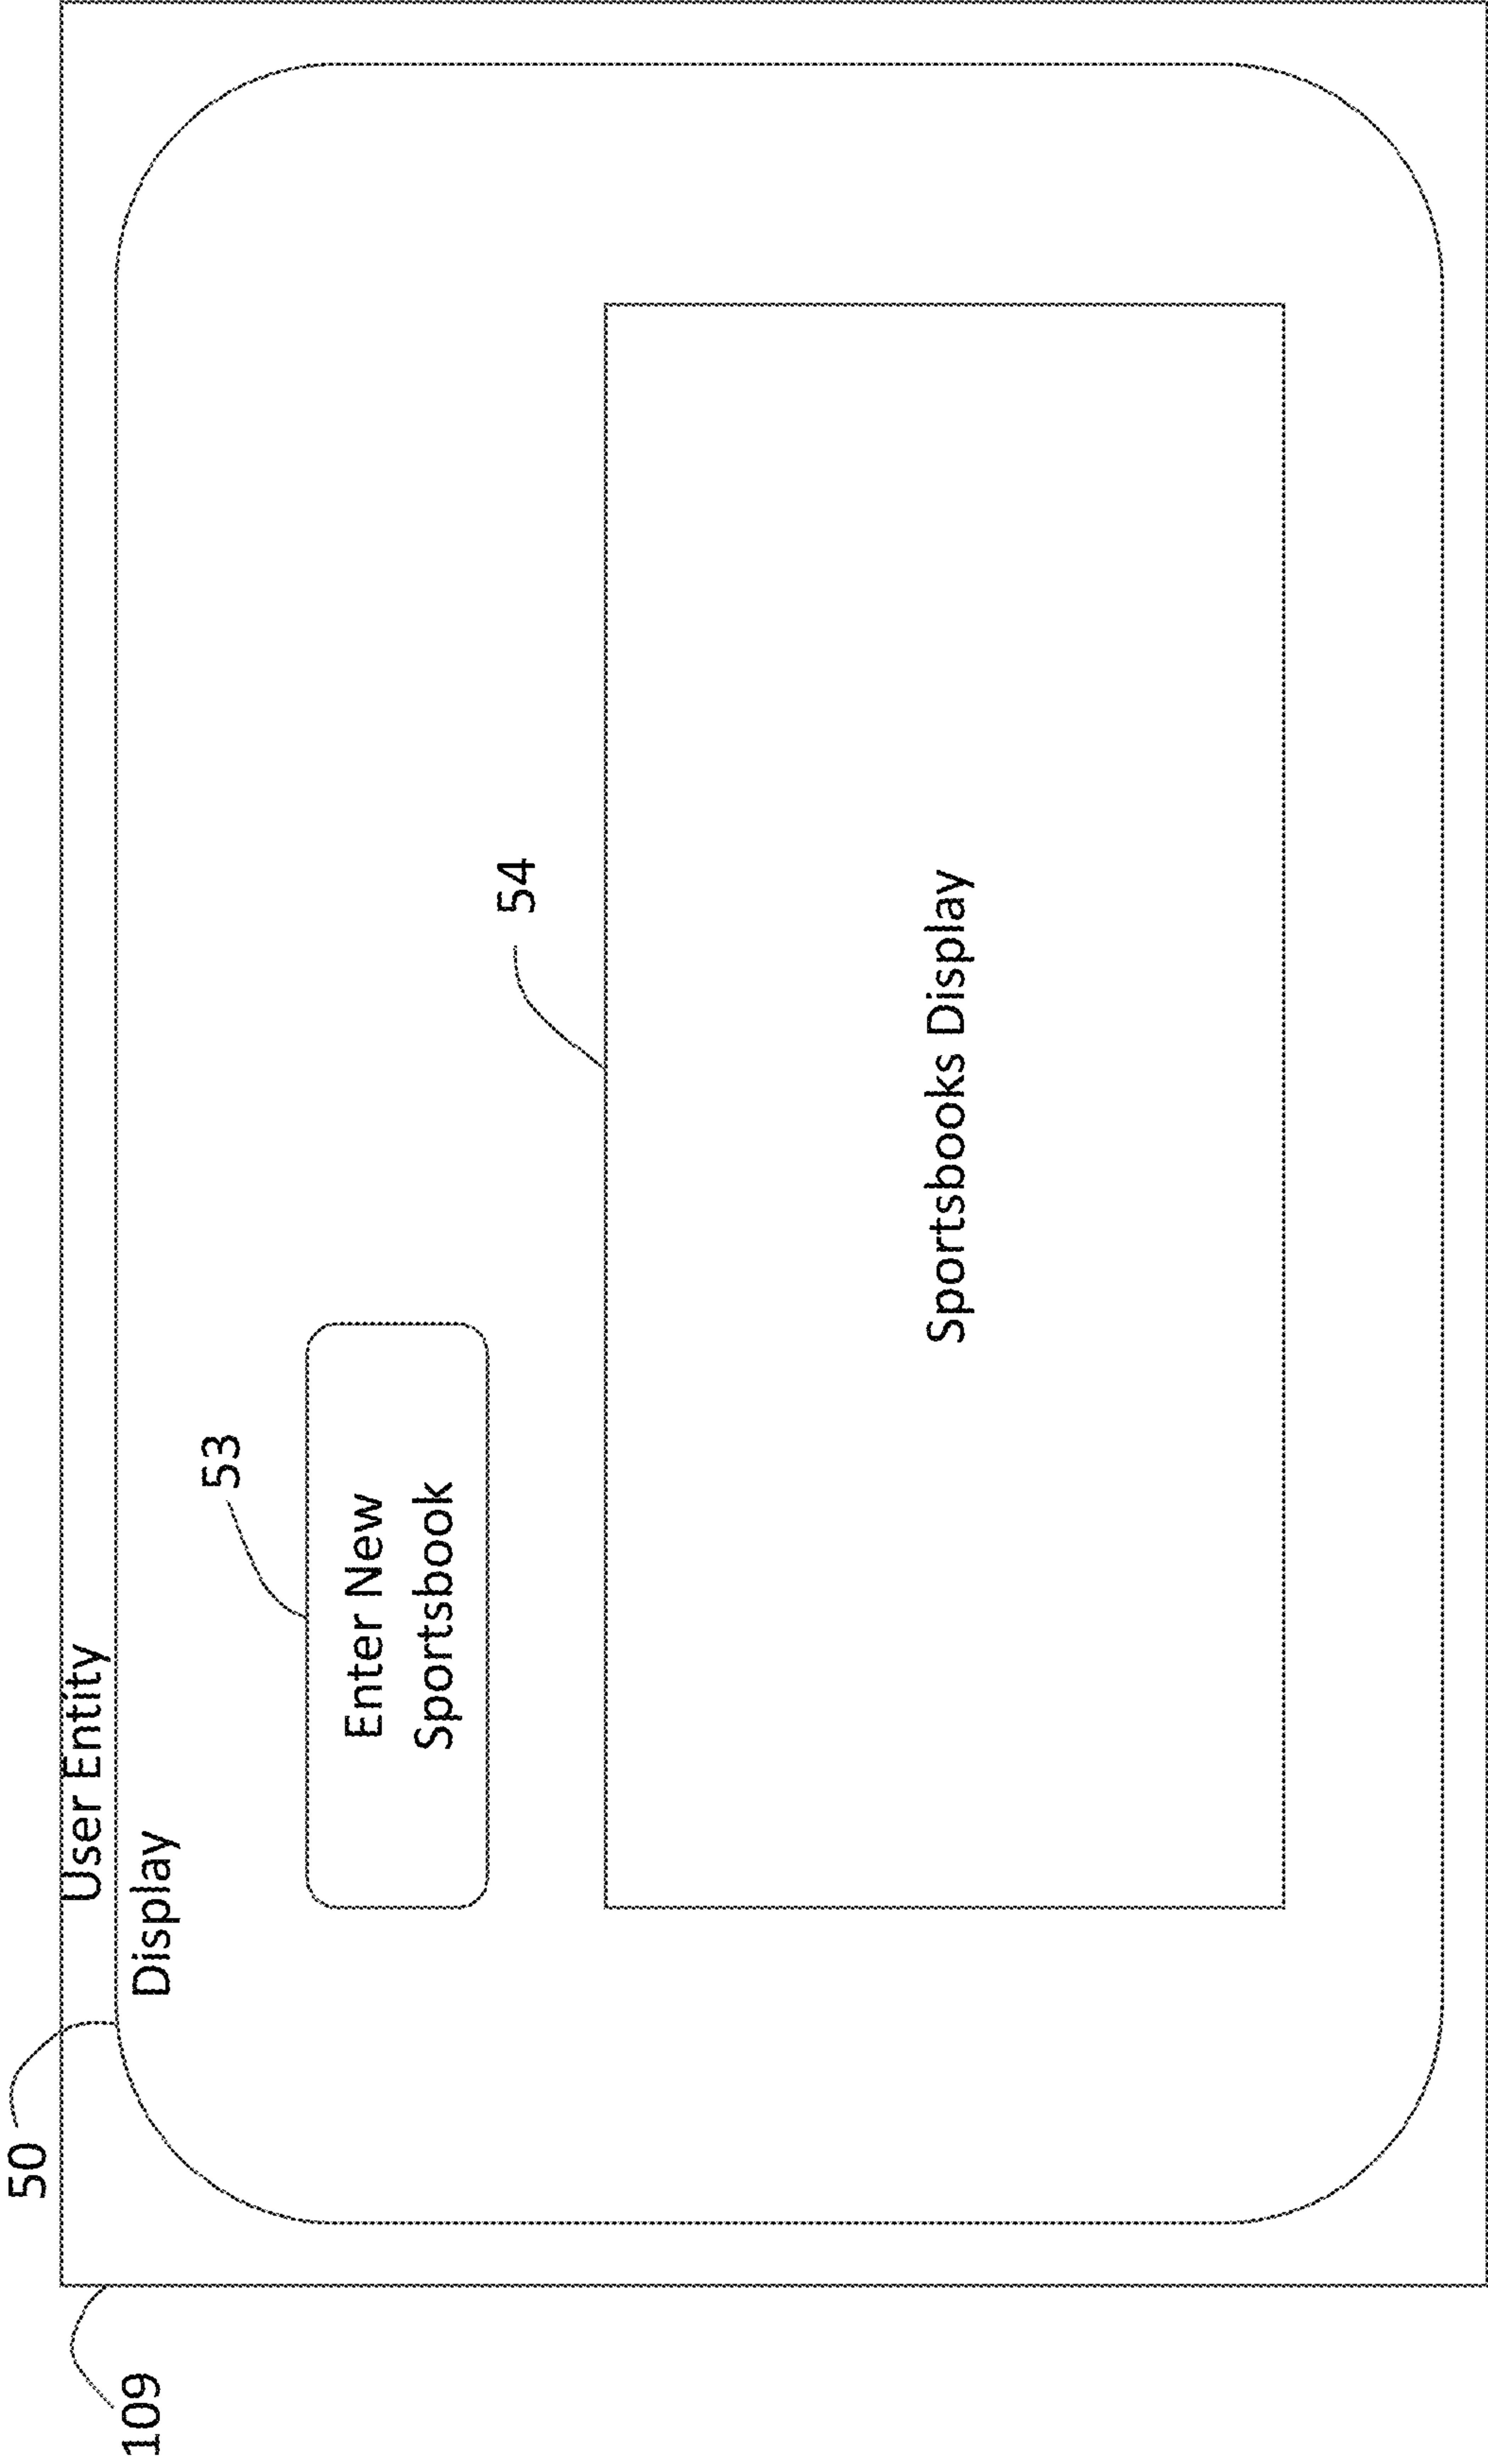 109
50
User Entity
Display
53
Enter New
Sportsbook
54
Sportsbooks Display